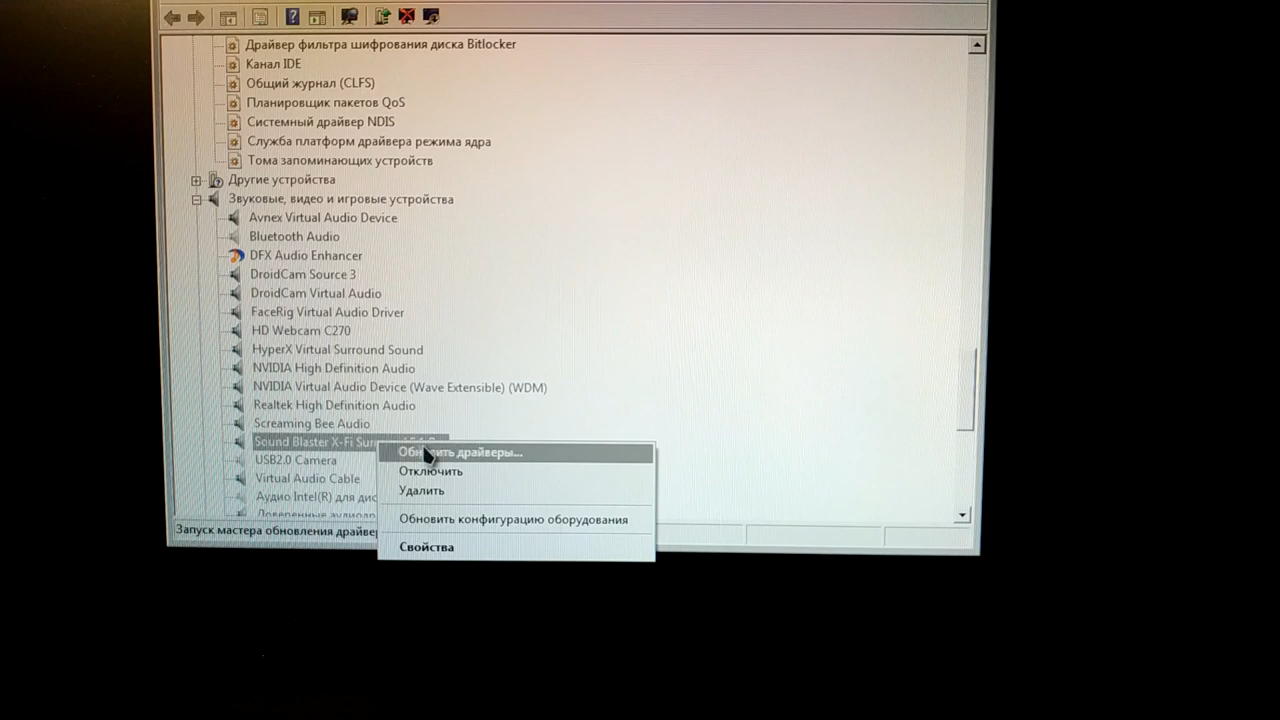 Драйвер фильтра шифрования диска Bitlocker
Канал IDE
Общий журнал (CLFS)
Планировщик пакетов QoS
Системный драйвер NDIS
Служба платформ драйвера режима ядра
Тома запоминающих устройств
Другие устройства
Звуковые, видео и игровые устройства
Avnex Virtual Audio Device
Bluetooth Audio
DFX Audio Enhancer
DroidCam Source 3
DroidCam Virtual Audio
FaceRig Virtual Audio Driver
HD Webcam C270
HyperX Virtual Surround Sound
NVIDIA High Definition Audio
NVIDIA Virtual Audio Device (Wave Extensible) (WDM)
Realtek High Definition Audio
Screaming Bee Audio
Sound Blaster X-Fi
USB2.0 Camera
Virtual Audio Cable
Аудио Intel(R) для
Запуск мастера обновления
Обновить драйверы...
Отключить
Удалить
Обновить конфигурацию оборудования
Свойства